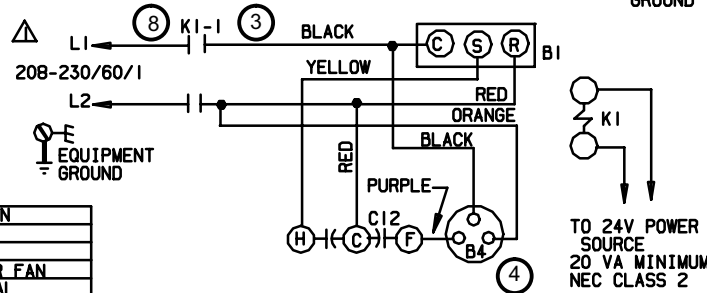 GROUND
1
L1
8
K1-1
3
BLACK
C
S
R
B1
208-230/60/1
YELLOW
L2
RED
ORANGE
K1
EQUIPMENT
GROUND
RED
BLACK
PURPLE
C12
H
C
F
B4
4
TO 24V POWER
SOURCE
20 VA MINIMUM
NEC CLASS 2
N
R FAN